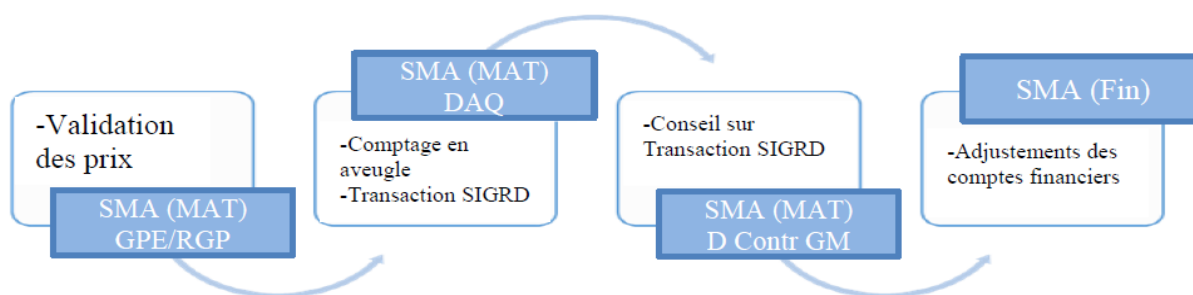 -Validation
des prix
SMA (MAT)
GPE/RGP
SMA (MAT)
DAQ
-Comptage en
aveugle
-Transaction SIGRD
-Conseil sur
Transaction SIGRD
SMA (MAT)
D Contr GM
SMA (Fin)
-Adjustements des
comptes financiers